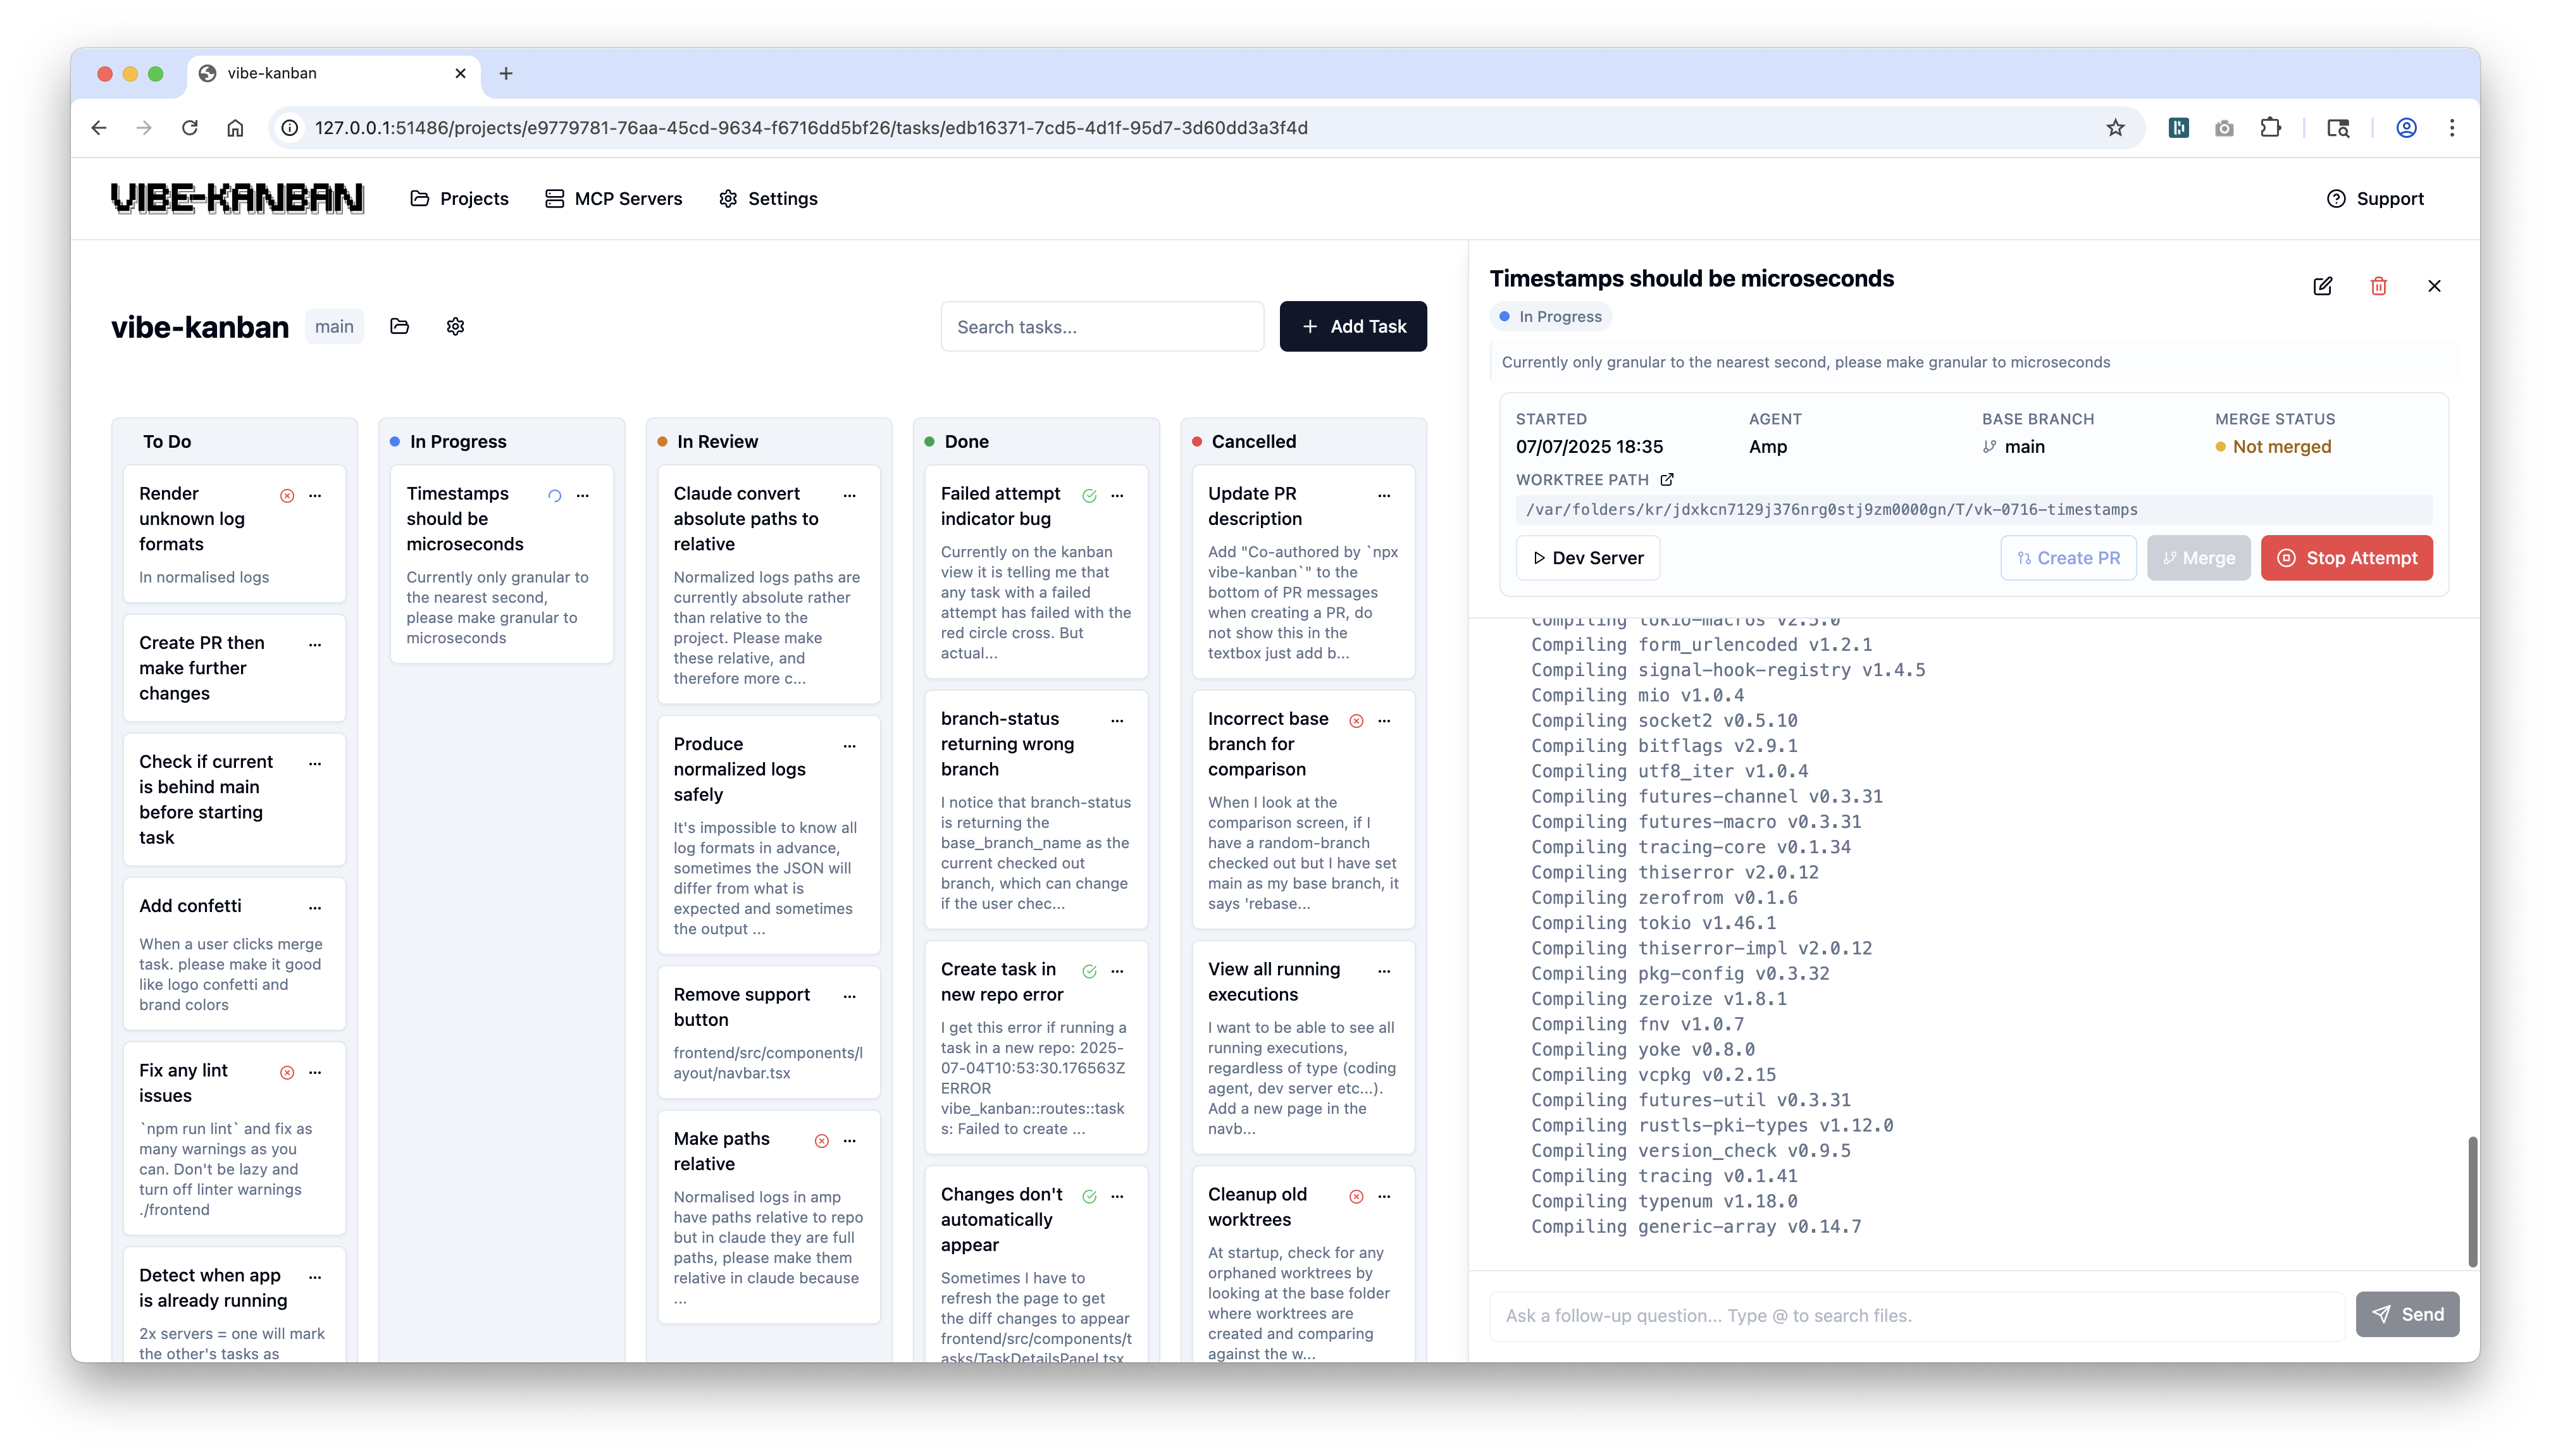 vibe-kanban
127.0.0.1:51486/projects/e9779781-76aa-45cd-9634-f6716dd5bf26/tasks/edb16371-7cd5-4d1f-95d7-3d60dd3a3f4d
VIBE-KANBAN
Projects
MCP Servers
Settings
Support
vibe-kanban
main
Search tasks...
Add Task
To Do
Render
unknown log
formats
In normalised logs
Create PR then
make further
changes
Check if current
is behind main
before starting
task
Add confetti
When a user clicks merge
task. please make it good
like logo confetti and
brand colors
Fix any lint
issues
`npm run lint` and fix as
many warnings as you
can. Don't be lazy and
turn off linter warnings
./frontend
Detect when app
is already running
2x servers = one will mark
the other's tasks as
In Progress
Timestamps
should be
microseconds
Currently only granular to
the nearest second,
please make granular to
microseconds
In Review
Claude convert
absolute paths to
relative
Normalized logs paths are
currently absolute rather
than relative to the
project. Please make
these relative, and
therefore more c...
Produce
normalized logs
safely
It's impossible to know all
log formats in advance,
sometimes the JSON will
differ from what is
expected and sometimes
the output ...
Remove support
button
frontend/src/components/l
ayout/navbar.tsx
Make paths
relative
Normalised logs in amp
have paths relative to repo
but in claude they are full
paths, please make them
relative in claude because
...
Done
Failed attempt
indicator bug
Currently on the kanban
view it is telling me that
any task with a failed
attempt has failed with the
red circle cross. But
actual...
branch-status
returning wrong
branch
I notice that branch-status
is returning the
base_branch_name as the
current checked out
branch, which can change
if the user chec...
Create task in
new repo error
I get this error if running a
task in a new repo: 2025-
07-04T10:53:30.176563Z
ERROR
vibe_kanban::routes::task
s: Failed to create ...
Changes don't
automatically
appear
Sometimes I have to
refresh the page to get
the diff changes to appear
frontend/src/components/t
asks/TaskDetailsPanel.tsx
Cancelled
Update PR
description
Add "Co-authored by `npx
vibe-kanban`" to the
bottom of PR messages
when creating a PR, do
not show this in the
textbox just add b...
Incorrect base
branch for
comparison
When I look at the
comparison screen, if I
have a random-branch
checked out but I have set
main as my base branch, it
says 'rebase...
View all running
executions
I want to be able to see all
running executions,
regardless of type (coding
agent, dev server etc...).
Add a new page in the
navb...
Cleanup old
worktrees
At startup, check for any
orphaned worktrees by
looking at the base folder
where worktrees are
created and comparing
against the w...
Timestamps should be microseconds
In Progress
Currently only granular to the nearest second, please make granular to microseconds
STARTED
07/07/2025 18:35
AGENT
Amp
BASE BRANCH
main
MERGE STATUS
Not merged
WORKTREE PATH
/var/folders/kr/jdxkcn7129j376nrg0stj9zm0000gn/T/vk-0716-timestamps
Dev Server
Create PR
Merge
Stop Attempt
Compiling tokio-macros v2.5.0
Compiling form_urlencoded v1.2.1
Compiling signal-hook-registry v1.4.5
Compiling mio v1.0.4
Compiling socket2 v0.5.10
Compiling bitflags v2.9.1
Compiling utf8_iter v1.0.4
Compiling futures-channel v0.3.31
Compiling futures-macro v0.3.31
Compiling tracing-core v0.1.34
Compiling thiserror v2.0.12
Compiling zerofrom v0.1.6
Compiling tokio v1.46.1
Compiling thiserror-impl v2.0.12
Compiling pkg-config v0.3.32
Compiling zeroize v1.8.1
Compiling fnv v1.0.7
Compiling yoke v0.8.0
Compiling vcpkg v0.2.15
Compiling futures-util v0.3.31
Compiling rustls-pki-types v1.12.0
Compiling version_check v0.9.5
Compiling tracing v0.1.41
Compiling typenum v1.18.0
Compiling generic-array v0.14.7
Ask a follow-up question... Type @ to search files.
Send